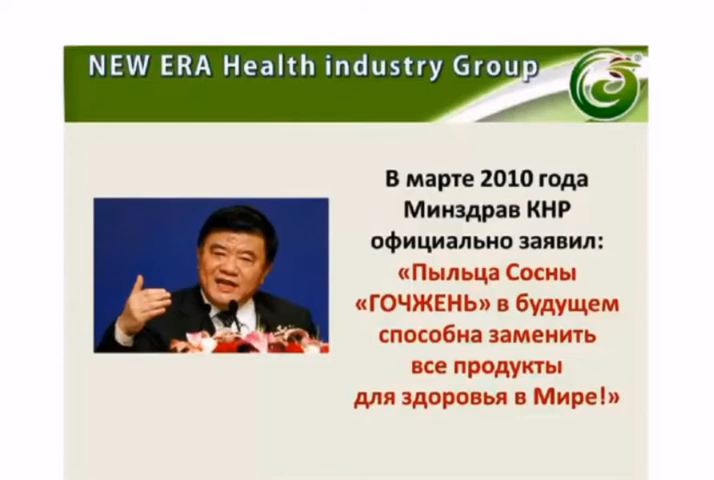 NEW ERA Health industry Group
В марте 2010 года
Минздрав КНР
официально заявил:
«Пыльца Сосны
«ГОЧЖЕНЬ» в будущем
способна заменить
все продукты
для здоровья в Мире!»